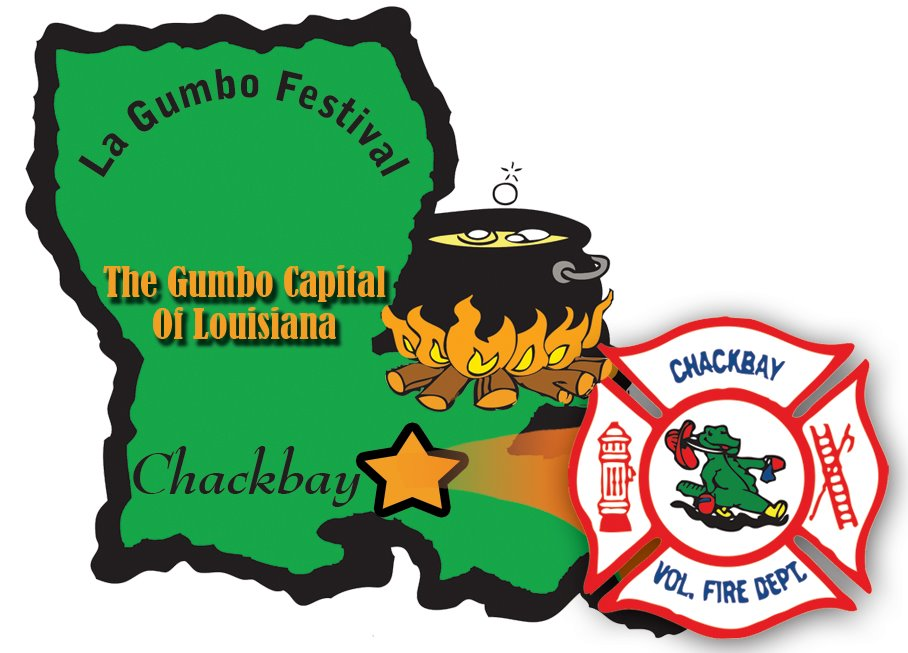 La Gumbo Festival
The Gumbo Capital
Of Louisiana
Chackbay
CHACKBAY
VOL. FIRE DEPT.